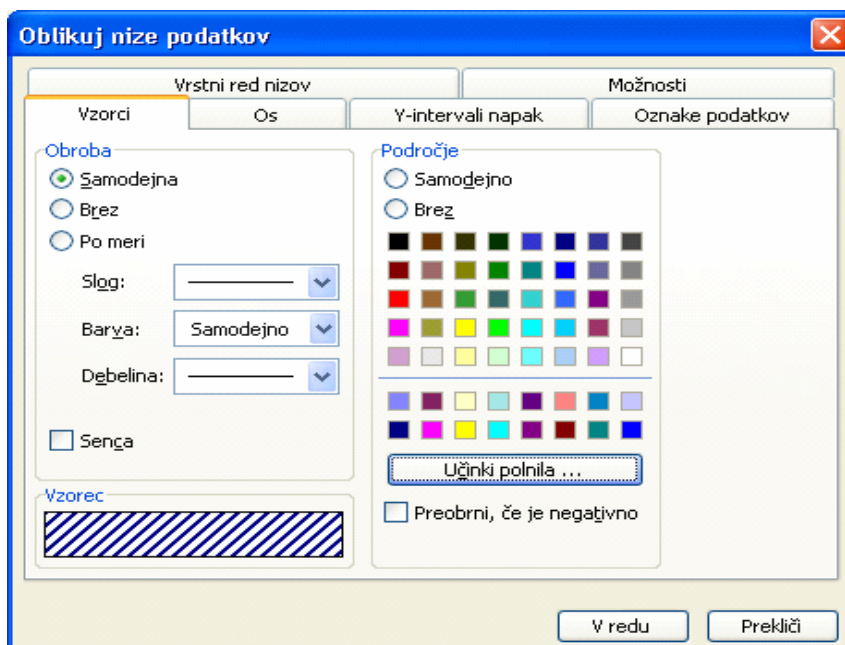 Oblikuj nize podatkov
Vrstni red nizov
Možnosti
Vzorci
Os
Y-intervali napak
Oznake podatkov
Obroba
Samodejna
Brez
Po meri
Slog:
Barva: Samodejno
Debelina:
Senca
Vzorec
Področje
Samodejno
Brez
Učinki polnila ...
Preobrni, če je negativno
V redu
Prekliči